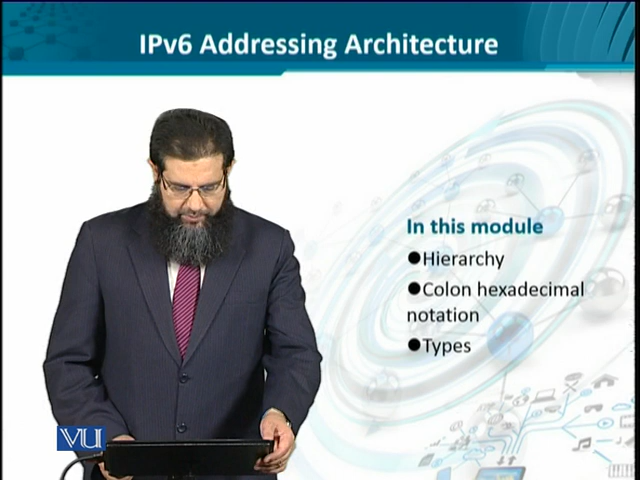 IPv6 Addressing Architecture
In this module
●Hierarchy
●Colon hexadecimal
notation
●Types
VU